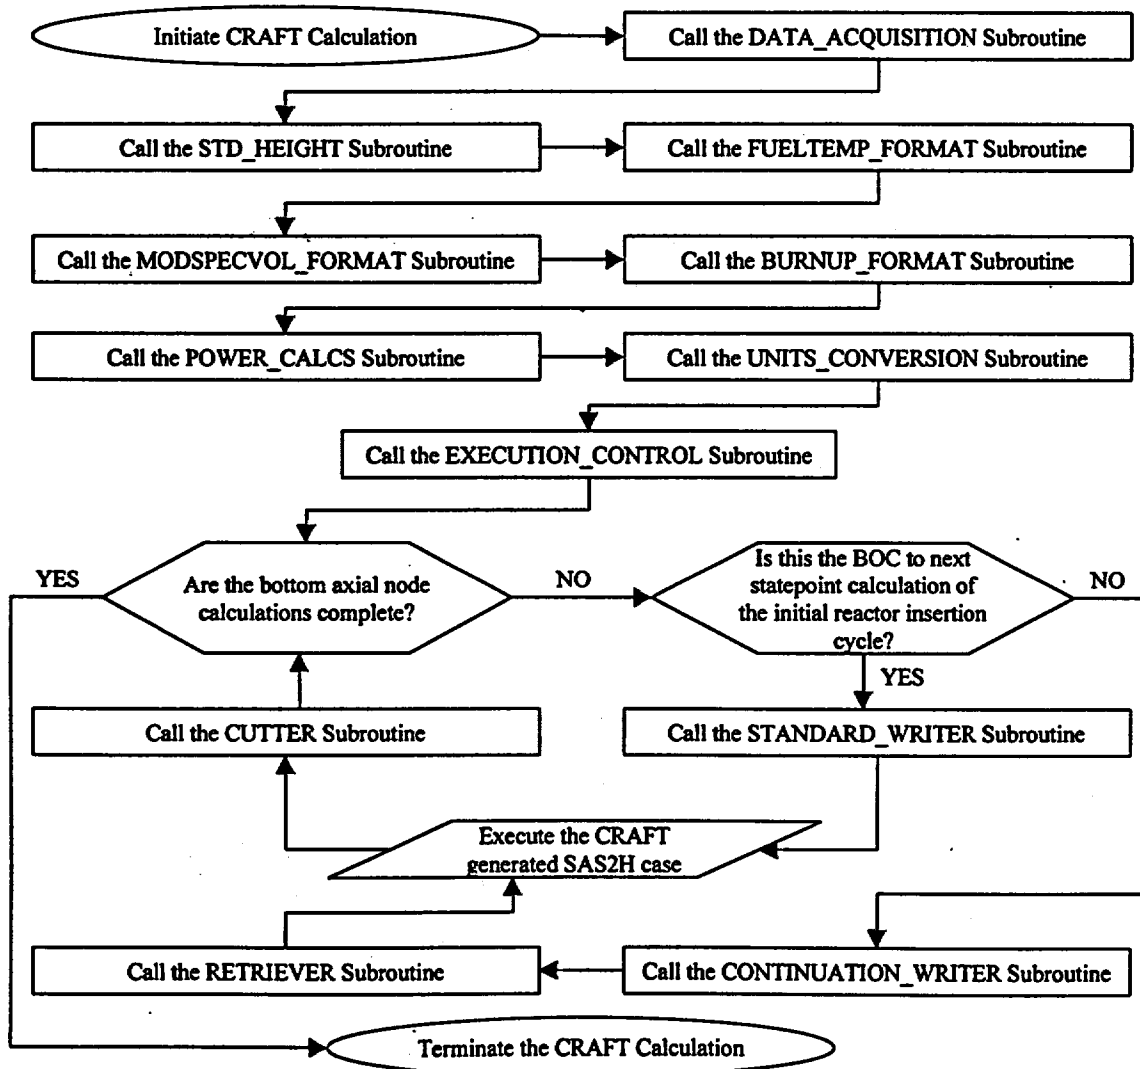 Initiate CRAFT Calculation
Call the DATA_ACQUISITION Subroutine
Call the STD_HEIGHT Subroutine
Call the FUELTEMP_FORMAT Subroutine
Call the MODSPECVOL_FORMAT Subroutine
Call the BURNUP_FORMAT Subroutine
Call the POWER_CALCS Subroutine
Call the UNITS_CONVERSION Subroutine
Call the EXECUTION_CONTROL Subroutine
YES
Are the bottom axial node
calculations complete?
NO
Is this the BOC to next
statepoint calculation of
the initial reactor insertion
cycle?
NO
YES
Call the CUTTER Subroutine
Call the STANDARD_WRITER Subroutine
Execute the CRAFT
generated SAS2H case
Call the RETRIEVER Subroutine
Call the CONTINUATION_WRITER Subroutine
Terminate the CRAFT Calculation